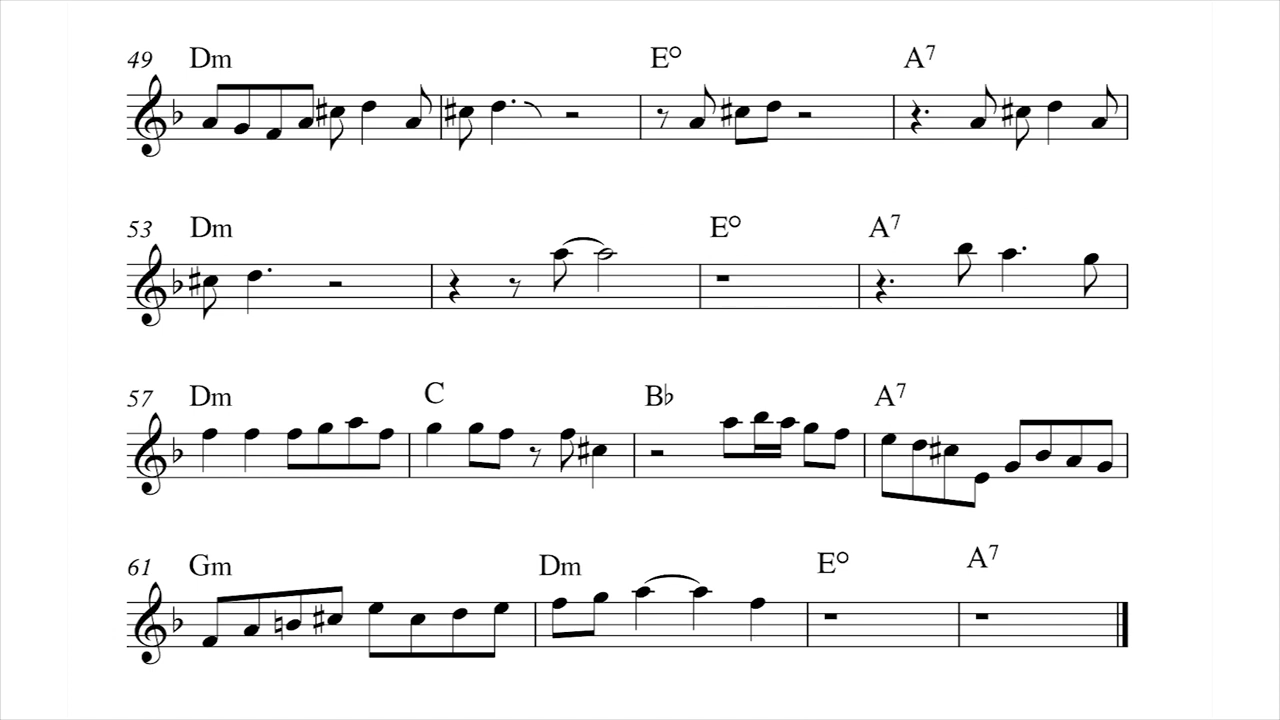 49 Dm E° A7
53 Dm E° A7
57 Dm C B♭ A7
61 Gm Dm E° A7